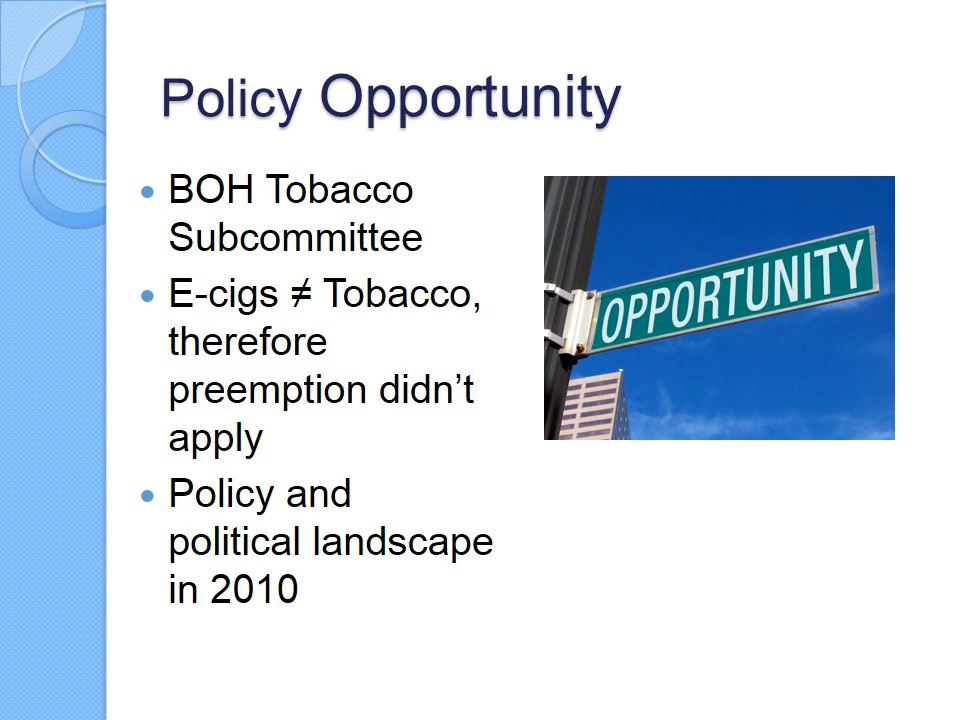 Policy Opportunity
BOH Tobacco
Subcommittee
E-cigs ≠ Tobacco,
therefore
preemption didn’t
apply
Policy and
political landscape
in 2010
OPPORTUNITY